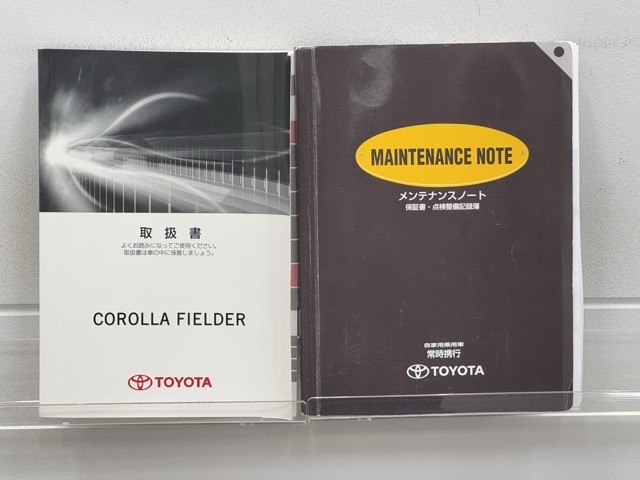 取扱書
よくお読みになってご使用ください。
取扱書は車の中に保管しましょう。
COROLLA FIELDER
TOYOTA
MAINTENANCE NOTE
メンテナンスノート
保証書・点検整備記録簿
自家用乗用車
常時携行
TOYOTA